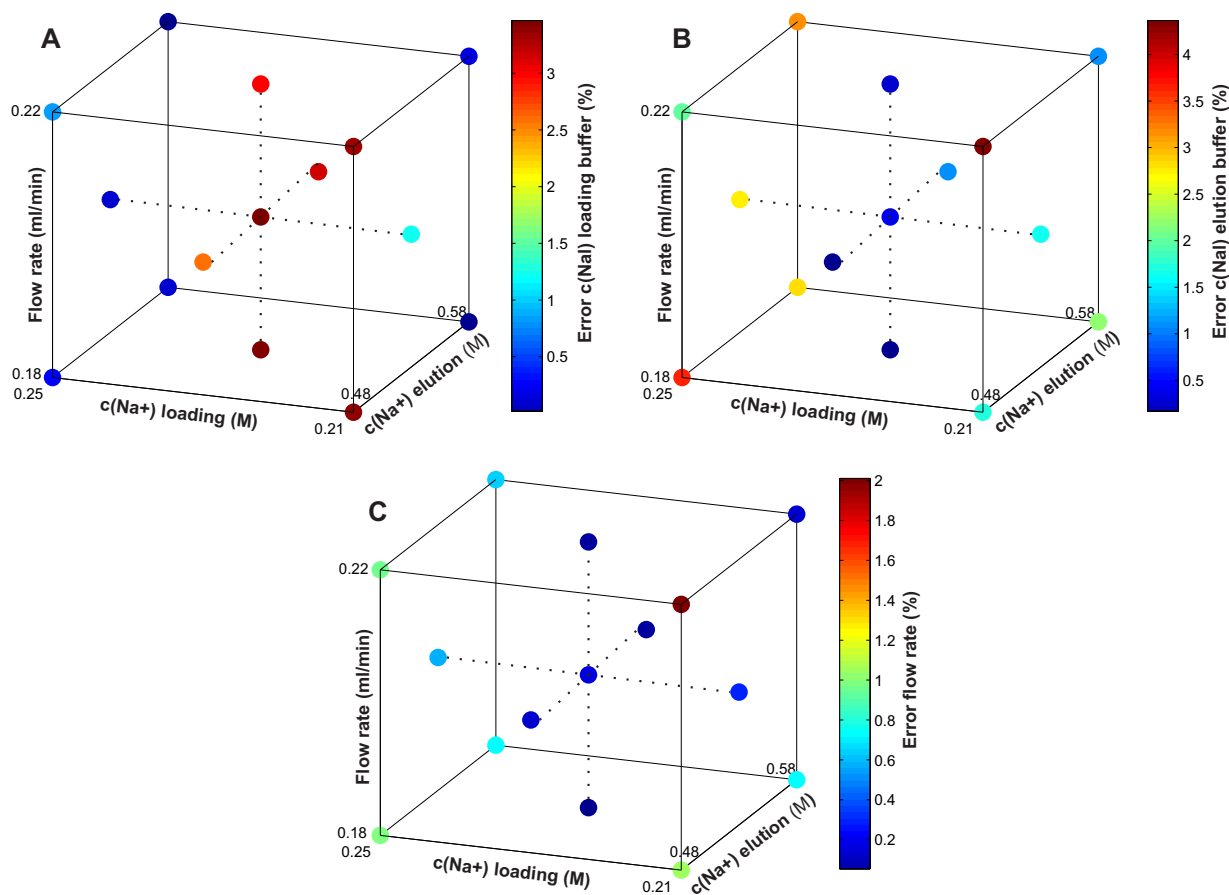 A
Flow rate (ml/min)
0.22
0.18
0.25
c(Na+) loading (M)
0.21
0.48
0.58
c(Na+) elution (M)
3
2.5
2
1.5
1
0.5
Error c(NaI) loading buffer (%)
B
Flow rate (ml/min)
0.22
0.18
0.25
c(Na+) loading (M)
0.21
0.48
0.58
c(Na+) elution (M)
4
3.5
3
2.5
2
1.5
1
0.5
Error c(NaI) elution buffer (%)
C
Flow rate (ml/min)
0.22
0.18
0.25
c(Na+) loading (M)
0.21
0.48
0.58
c(Na+) elution (M)
2
1.8
1.6
1.4
1.2
1
0.8
0.6
0.4
0.2
Error flow rate (%)